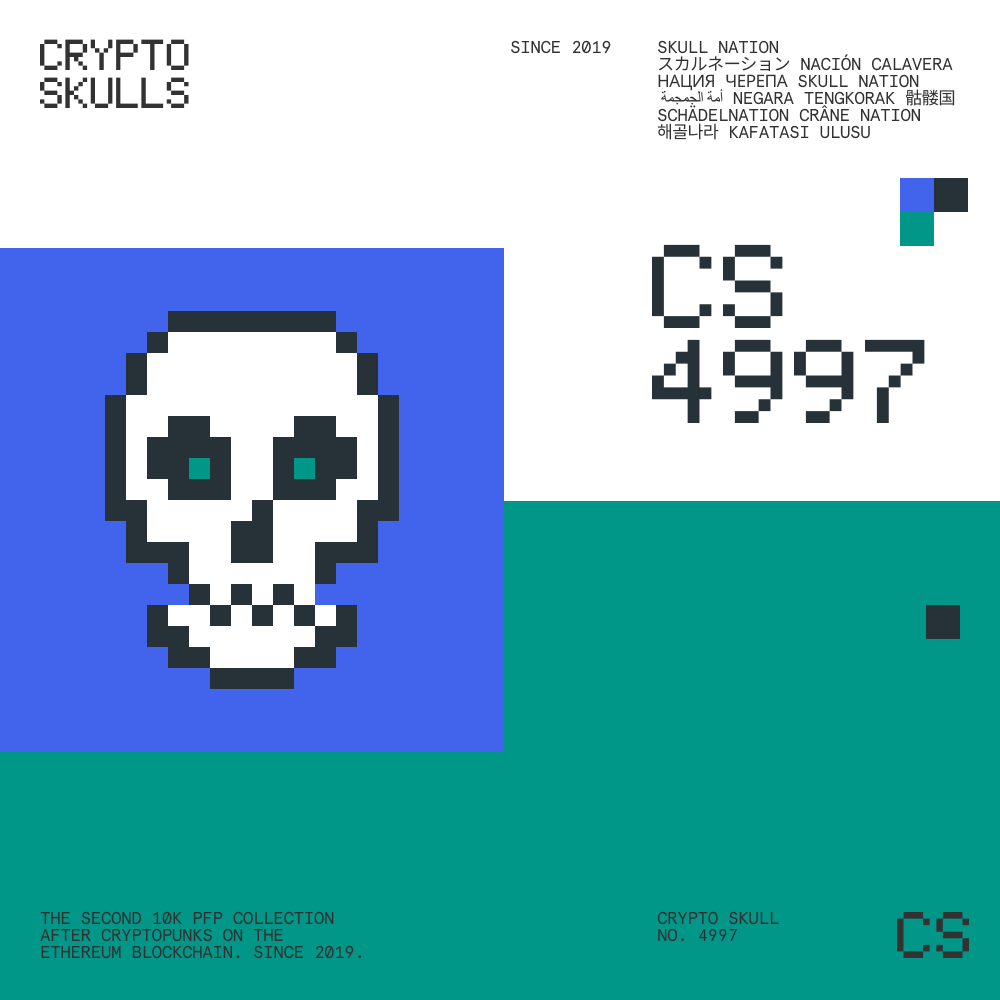 CRYPTO
SKULLS
SINCE 2019
SKULL NATION
スカルネーション NACIÓN CALAVERA
НАЦИЯ ЧЕРЕПА SKULL NATION
أمة الجمجمة NEGARA TENGKORAK 骷髅国
SCHÄDELNATION CRÂNE NATION
해골나라 KAFATASI ULUSU
CS
4997
THE SECOND 10K PFP COLLECTION
AFTER CRYPTOPUNKS ON THE
ETHEREUM BLOCKCHAIN. SINCE 2019.
CRYPTO SKULL
NO. 4997
CS